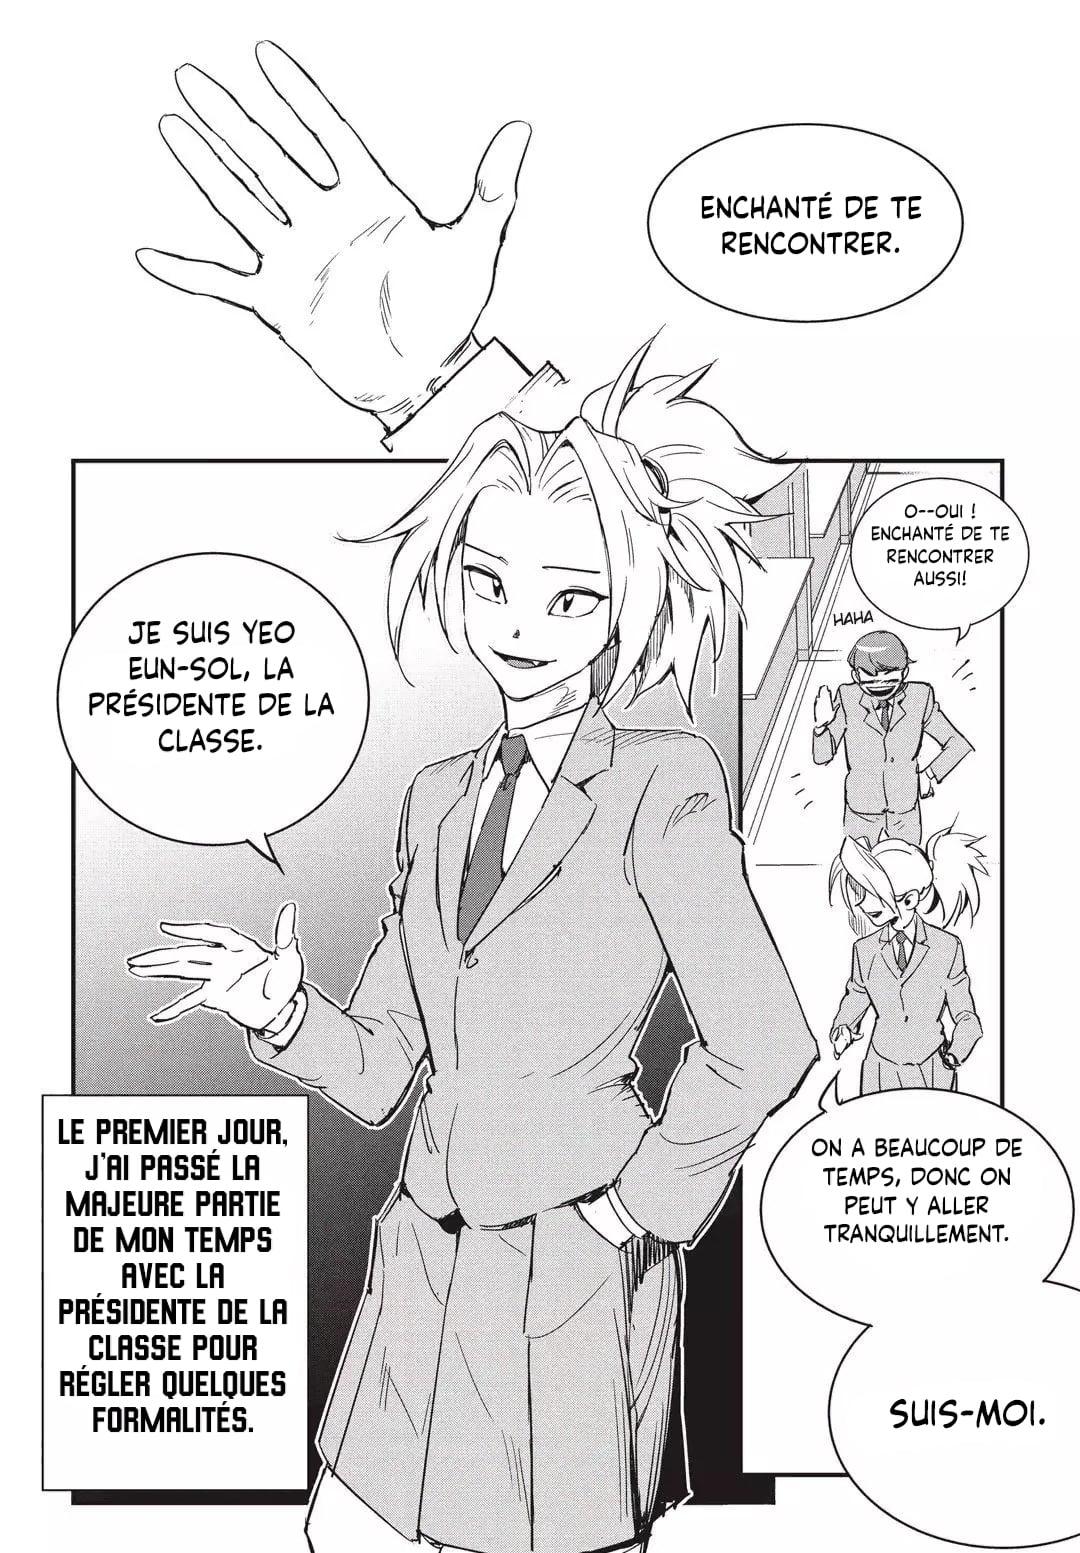 ENCHANTÉ DE TE
RENCONTRER.
O--OUI !
ENCHANTÉ DE TE
RENCONTRER
AUSSI!
HAHA
JE SUIS YEO
EUN-SOL, LA
PRÉSIDENTE DE LA
CLASSE.
LE PREMIER JOUR,
J'AI PASSÉ LA
MAJEURE PARTIE
DE MON TEMPS
AVEC LA
PRÉSIDENTE DE LA
CLASSE POUR
RÉGLER QUELQUES
FORMALITÉS.
ON A BEAUCOUP DE
TEMPS, DONC ON
PEUT Y ALLER
TRANQUILLEMENT.
SUIS-MOI.